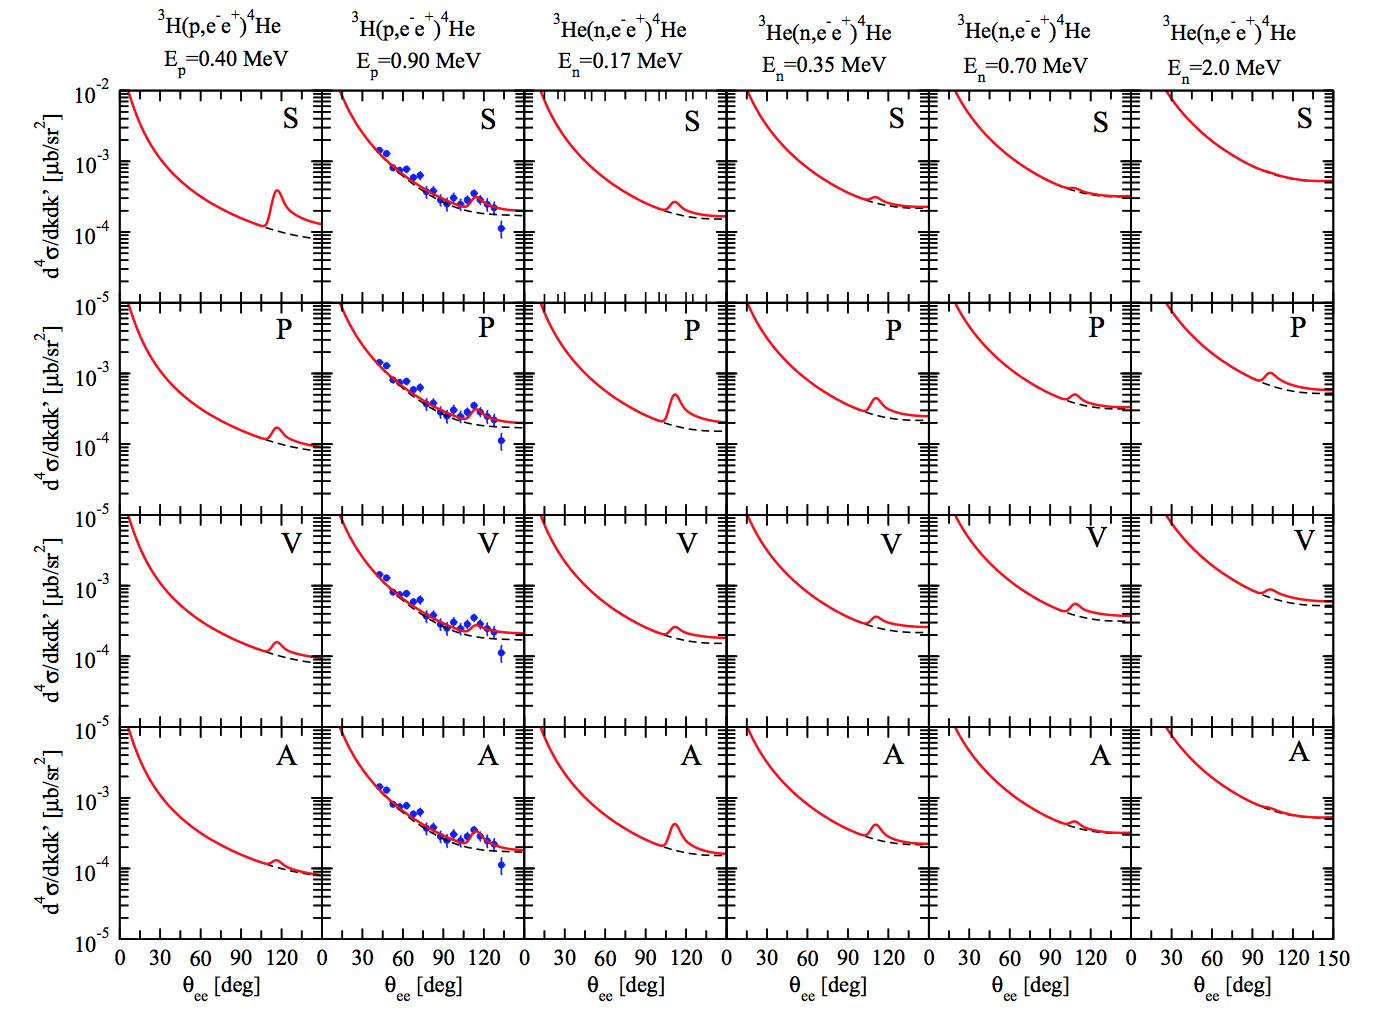 ³H(p,e⁻e⁺)⁴He ³H(p,e⁻e⁺)⁴He ³He(n,e⁻e⁺)⁴He ³He(n,e⁻e⁺)⁴He ³He(n,e⁻e⁺)⁴He ³He(n,e⁻e⁺)⁴He
Eₚ=0.40 MeV Eₚ=0.90 MeV Eₙ=0.17 MeV Eₙ=0.35 MeV Eₙ=0.70 MeV Eₙ=2.0 MeV
10⁻²
S S S S S S
10⁻³
d⁴σ/dkdk’ [μb/sr²]
10⁻⁴
10⁻⁵
P P P P P P
10⁻³
d⁴σ/dkdk’ [μb/sr²]
10⁻⁴
10⁻⁵
V V V V V V
10⁻³
d⁴σ/dkdk’ [μb/sr²]
10⁻⁴
10⁻⁵
A A A A A A
10⁻³
d⁴σ/dkdk’ [μb/sr²]
10⁻⁴
10⁻⁵
0 30 60 90 120 0 30 60 90 120 0 30 60 90 120 0 30 60 90 120 0 30 60 90 120 0 30 60 90 120 150
θₑₑ [deg] θₑₑ [deg] θₑₑ [deg] θₑₑ [deg] θₑₑ [deg] θₑₑ [deg]